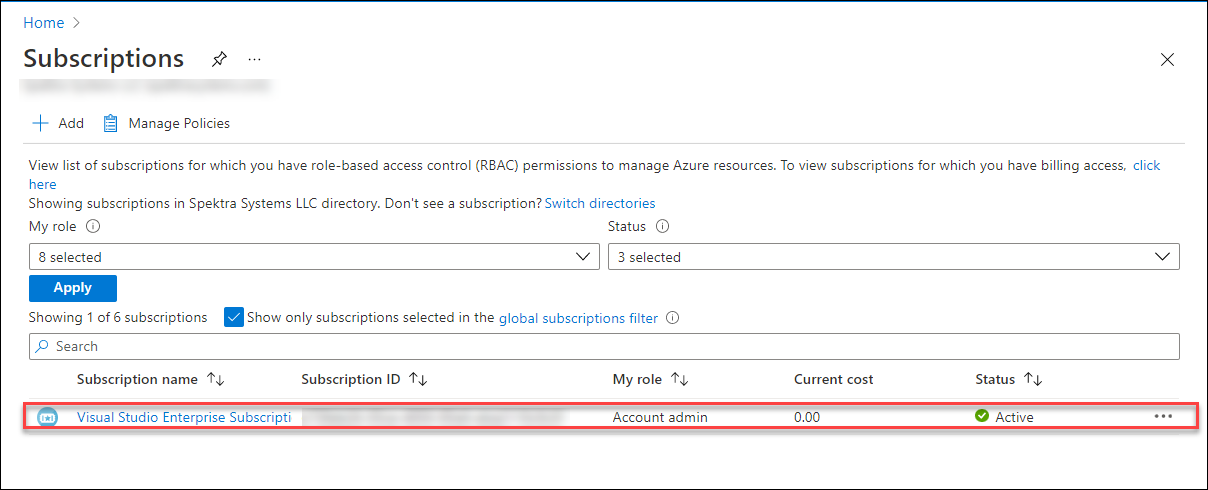 Home
Subscriptions
Add Manage Policies
View list of subscriptions for which you have role-based access control (RBAC) permissions to manage Azure resources. To view subscriptions for which you have billing access, click
here
Showing subscriptions in Spektra Systems LLC directory. Don't see a subscription? Switch directories
My role Status
8 selected 3 selected
Apply
Showing 1 of 6 subscriptions Show only subscriptions selected in the global subscriptions filter
Search
Subscription name Subscription ID My role Current cost Status
Visual Studio Enterprise Subscripti Account admin 0.00 Active